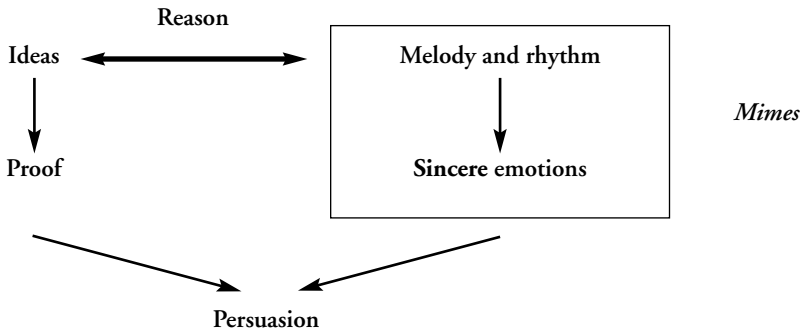 Reason
Ideas
Melody and rhythm
Mimes
Proof
Sincere emotions
Persuasion